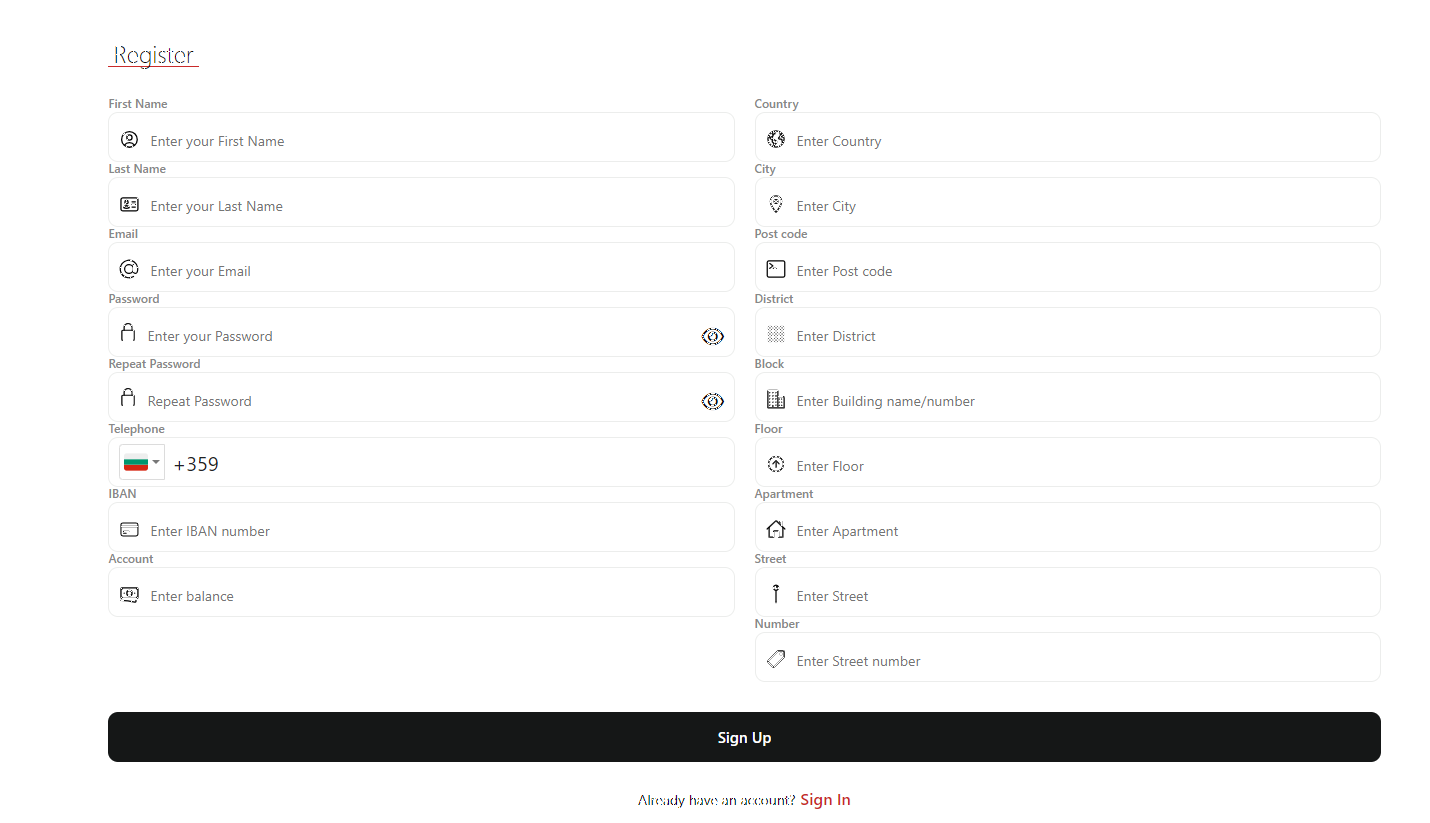 Register
First Name
Enter your First Name
Last Name
Enter your Last Name
Email
Enter your Email
Password
Enter your Password
Repeat Password
Repeat Password
Telephone
+359
IBAN
Enter IBAN number
Account
Enter balance
Country
Enter Country
City
Enter City
Post code
Enter Post code
District
Enter District
Block
Enter Building name/number
Floor
Enter Floor
Apartment
Enter Apartment
Street
Enter Street
Number
Enter Street number
Sign Up
Already have an account? Sign In